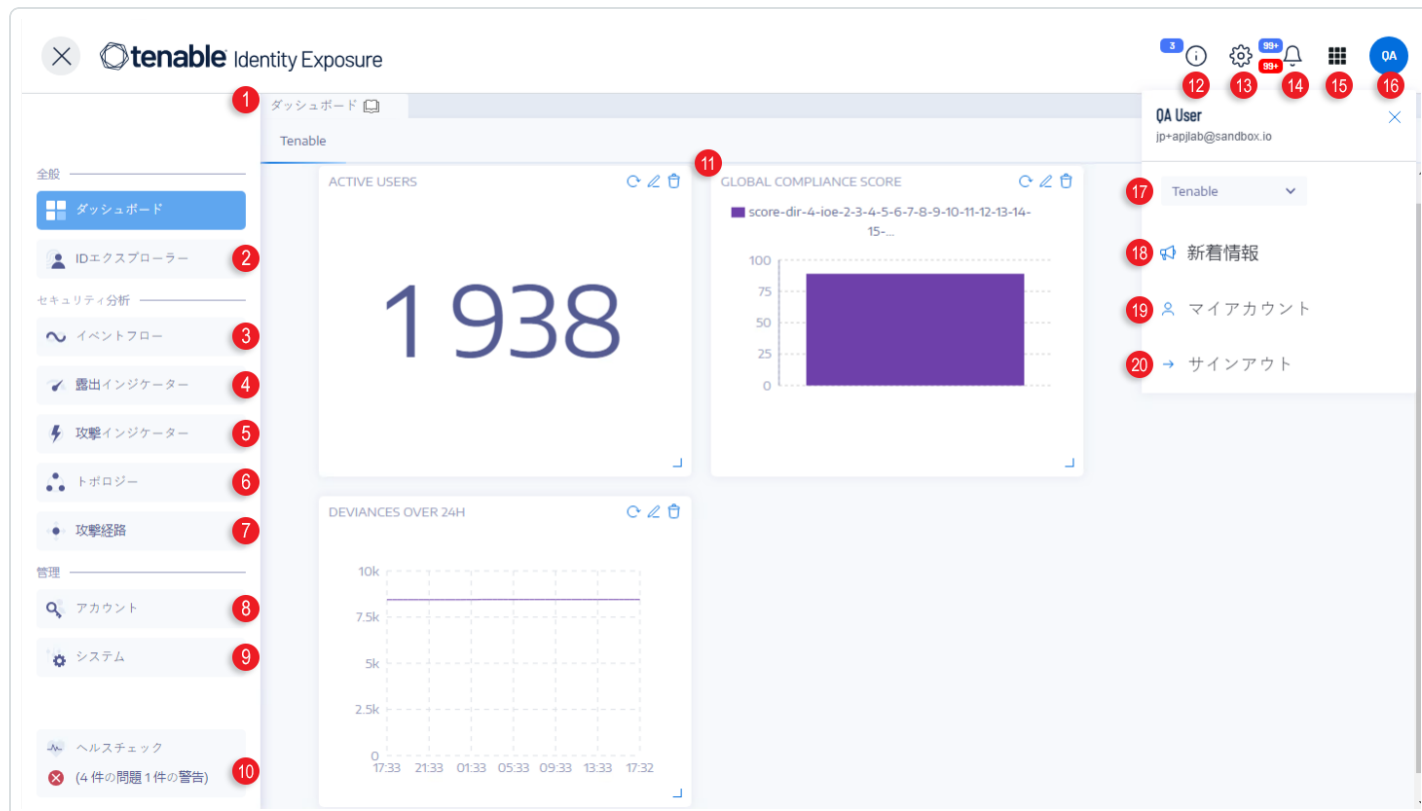 tenable Identity Exposure
3
99+
99+
QA
12
13
14
15
16
1
ダッシュボード
Tenable
QA User
jp+apjlab@sandbox.io
17
Tenable
18
新着情報
19
マイアカウント
20
サインアウト
全般
ダッシュボード
IDエクスプローラー
2
セキュリティ分析
イベントフロー
3
露出インジケーター
4
攻撃インジケーター
5
トポロジー
6
攻撃経路
7
管理
アカウント
8
システム
9
ヘルスチェック
(4 件の問題 1 件の警告)
10
11
ACTIVE USERS
1 938
GLOBAL COMPLIANCE SCORE
score-dir-4-ioe-2-3-4-5-6-7-8-9-10-11-12-13-14-
15-...
100
75
50
25
0
DEVIANCES OVER 24H
10k
7.5k
5k
2.5k
0
17:33 21:33 01:33 05:33 09:33 13:33 17:32